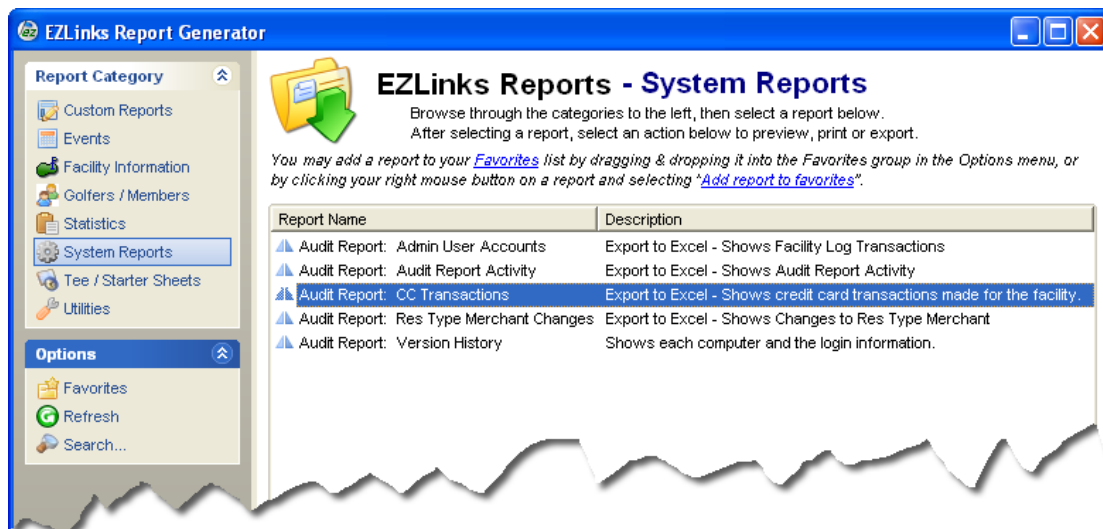 EZLinks Report Generator
Report Category
Custom Reports
Events
Facility Information
Golfers / Members
Statistics
System Reports
Tee / Starter Sheets
Utilities
Options
Favorites
Refresh
Search...
EZLinks Reports - System Reports
Browse through the categories to the left, then select a report below.
After selecting a report, select an action below to preview, print or export.
You may add a report to your Favorites list by dragging & dropping it into the Favorites group in the Options menu, or
by clicking your right mouse button on a report and selecting "Add report to favorites".
Report Name Description
Audit Report: Admin User Accounts Export to Excel - Shows Facility Log Transactions
Audit Report: Audit Report Activity Export to Excel - Shows Audit Report Activity
Audit Report: CC Transactions Export to Excel - Shows credit card transactions made for the facility.
Audit Report: Res Type Merchant Changes Export to Excel - Shows Changes to Res Type Merchant
Audit Report: Version History Shows each computer and the login information.